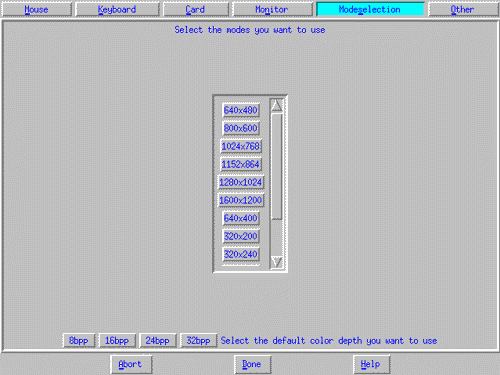 Mouse Keyboard Card Monitor Modeselection Other
Select the modes you want to use
640x480
800x600
1024x768
1152x864
1280x1024
1600x1200
640x400
320x200
320x240
8bpp 16bpp 24bpp 32bpp Select the default color depth you want to use
Abort Done Help